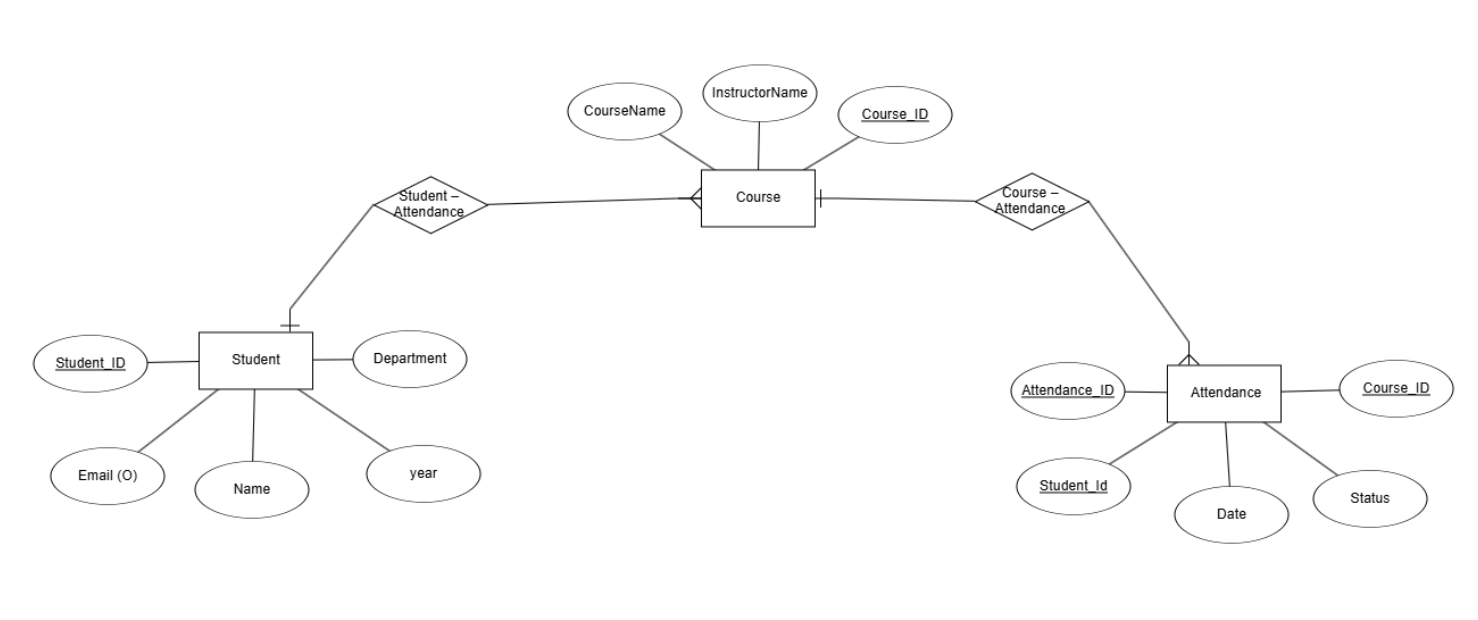 InstructorName
CourseName
Course_ID
Student –
Attendance
Course
Course –
Attendance
Student_ID
Student
Department
Email (O)
Name
year
Attendance_ID
Attendance
Course_ID
Student_Id
Date
Status